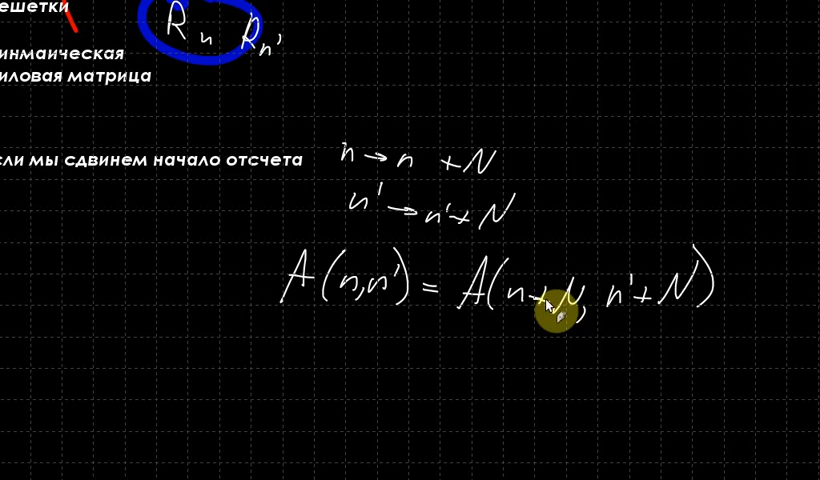 ешетки
R_n R_n'
инмаическая
иловая матрица
сли мы сдвинем начало отсчета n → n + N
n' → n' + N
A(n,n') = A(n+N, n'+N)